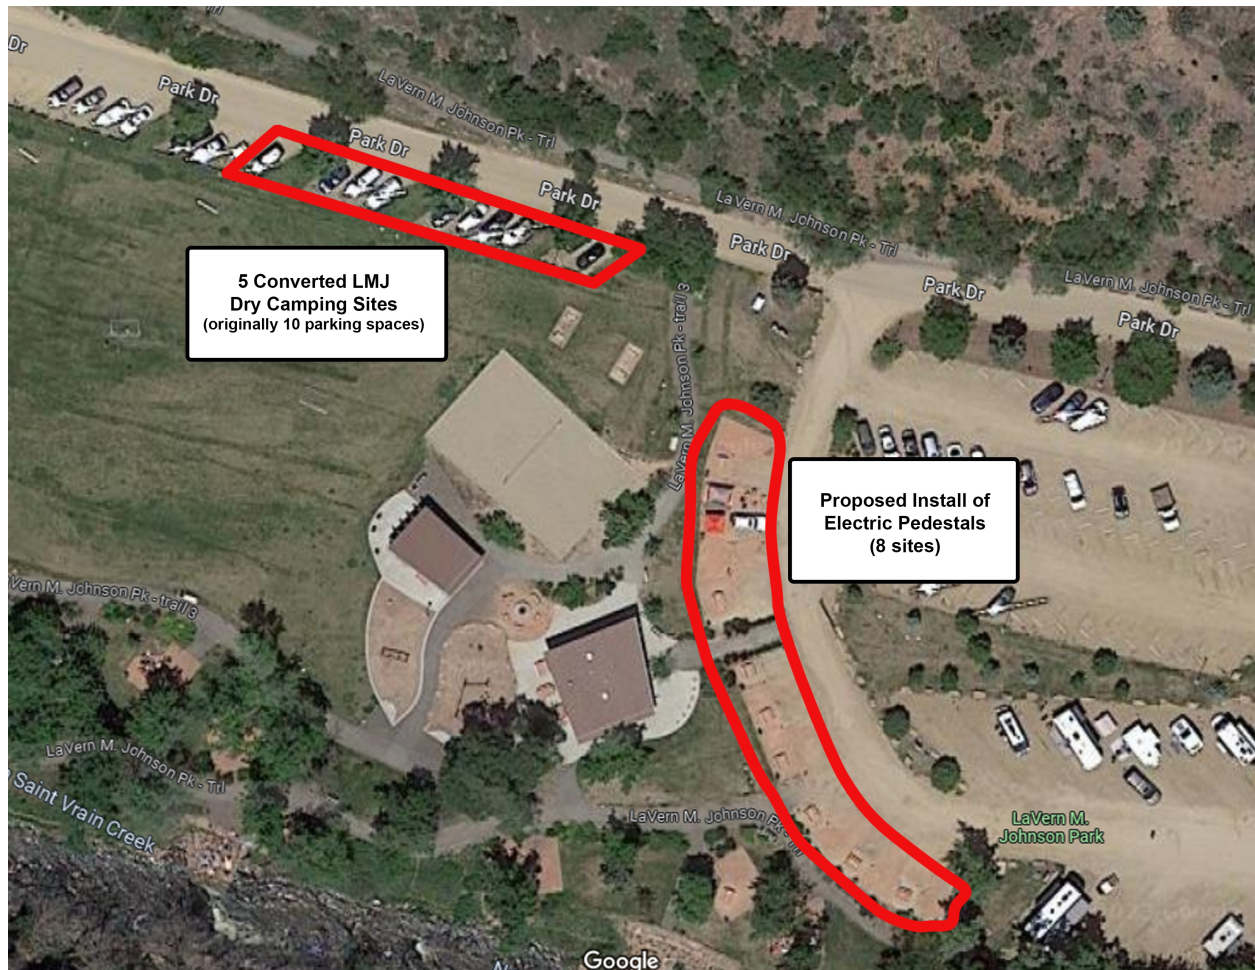 Dr
Trl
Park Dr
LaVern M. Johnson Pk - Trl
Park Dr
Park Dr
LaVern M. Johnson Pk - Trl
Park Dr
LaVern M. Johnson Pk - Trl
Park Dr
Park Dr
5 Converted LMJ
Dry Camping Sites
(originally 10 parking spaces)
LaVern M. Johnson Pk - trail 3
Proposed Install of
Electric Pedestals
(8 sites)
Vern M. Johnson Pk - trail 3
LaVern M. Johnson Pk - Trl
Saint Vrain Creek
LaVern M. Johnson Pk - Trl
LaVern M.
Johnson Park
Google